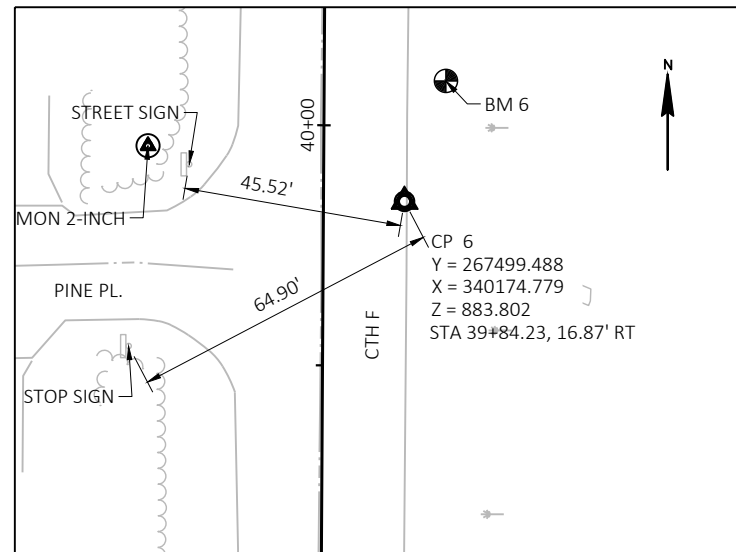 N
BM 6
STREET SIGN
40+00
45.52'
MON 2-INCH
CP 6
Y = 267499.488
X = 340174.779
Z = 883.802
STA 39+84.23, 16.87' RT
PINE PL.
64.90'
CTH F
STOP SIGN